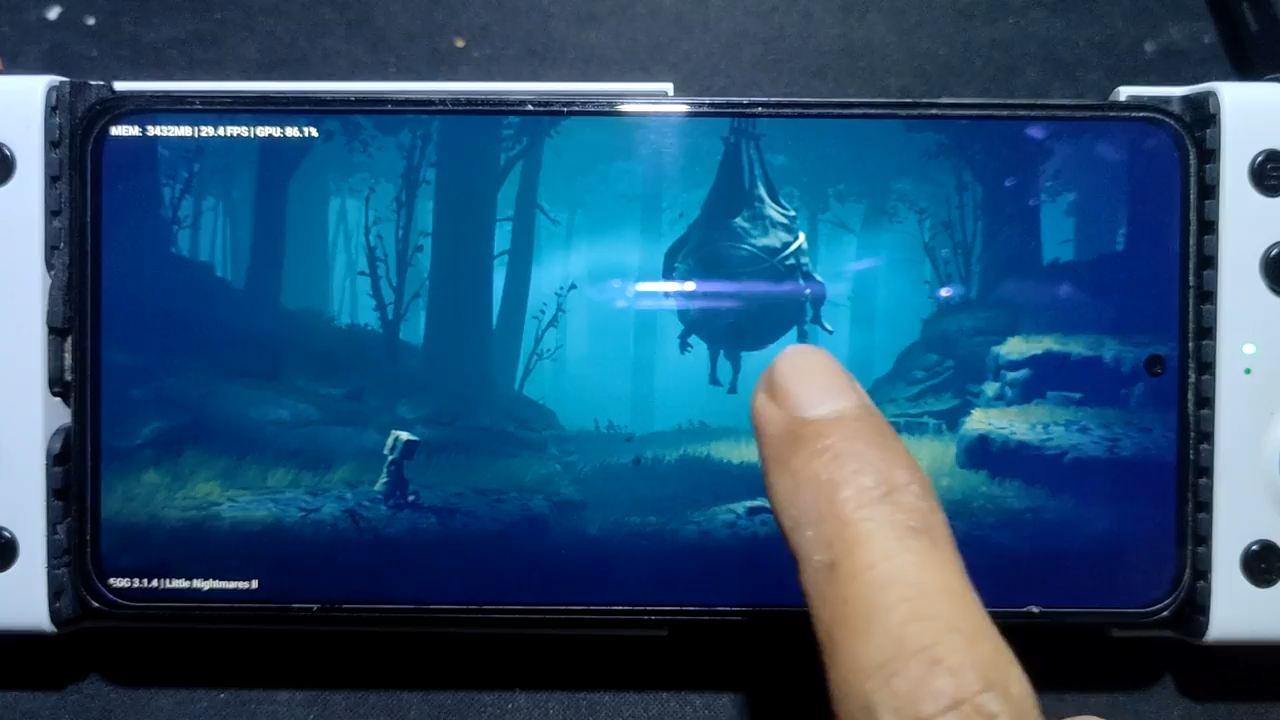 MEM: 3432MB | 29.4 FPS | GPU: 86.1%
EGG 3.1.4 | Little Nightmares II